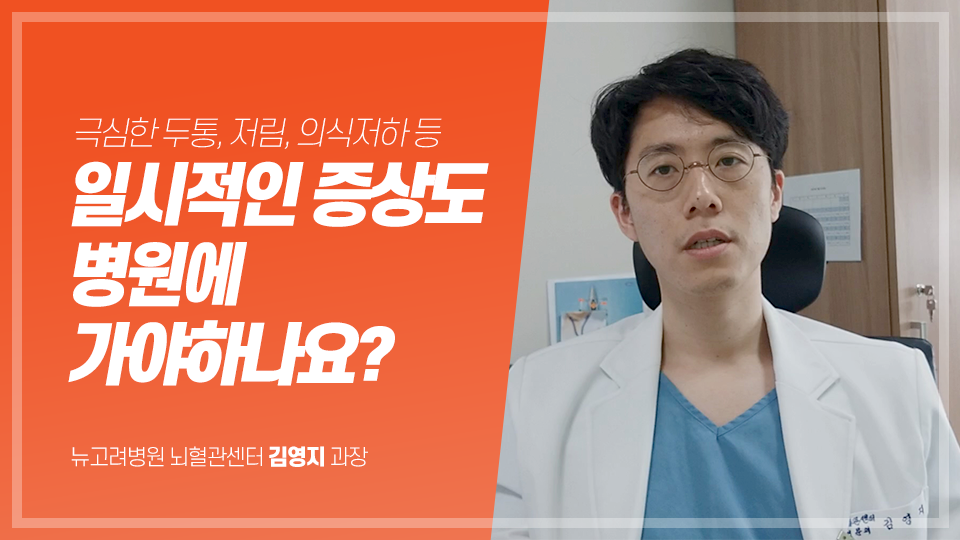 극심한 두통, 저림, 의식저하 등
일시적인 증상도
병원에
가야하나요?
뉴고려병원 뇌혈관센터 김영지 과장